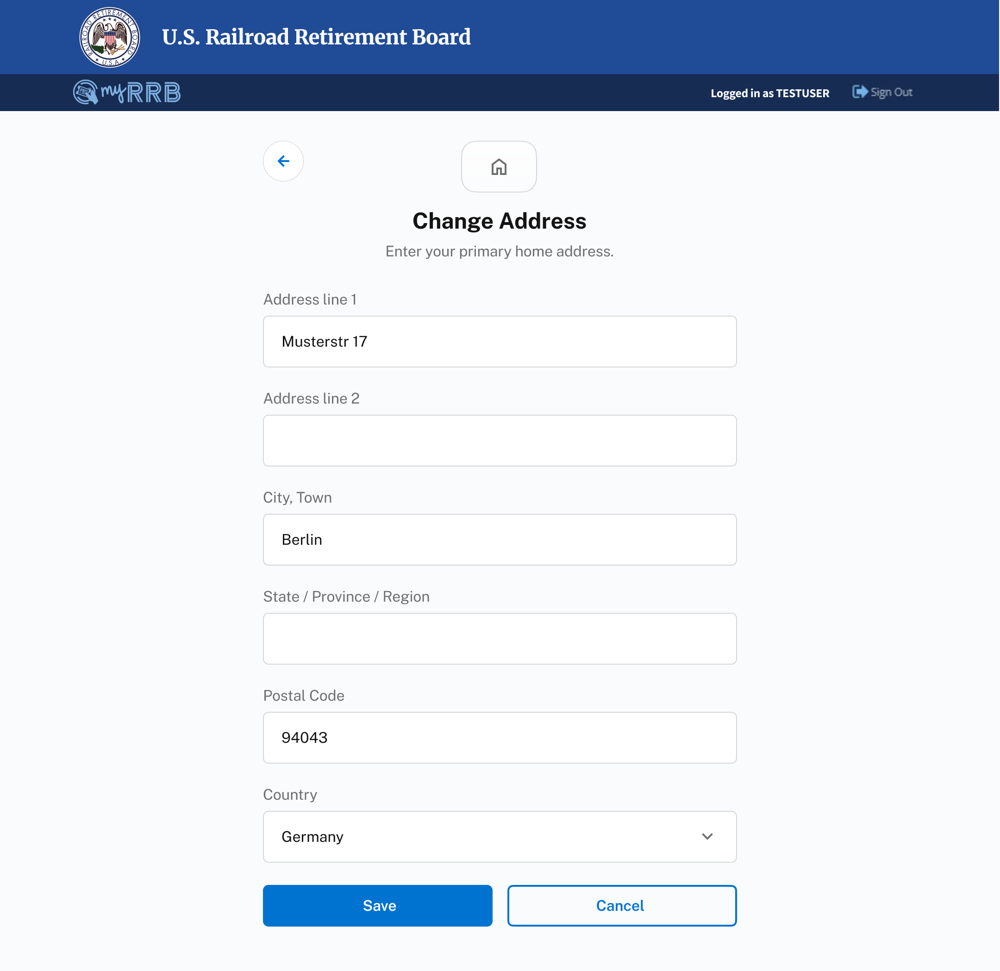 RAILROAD RETIREMENT BOARD
U.S.A.
U.S. Railroad Retirement Board
myRRB
Logged in as TESTUSER
Sign Out
Change Address
Enter your primary home address.
Address line 1
Musterstr 17
Address line 2
City, Town
Berlin
State / Province / Region
Postal Code
94043
Country
Germany
Save
Cancel